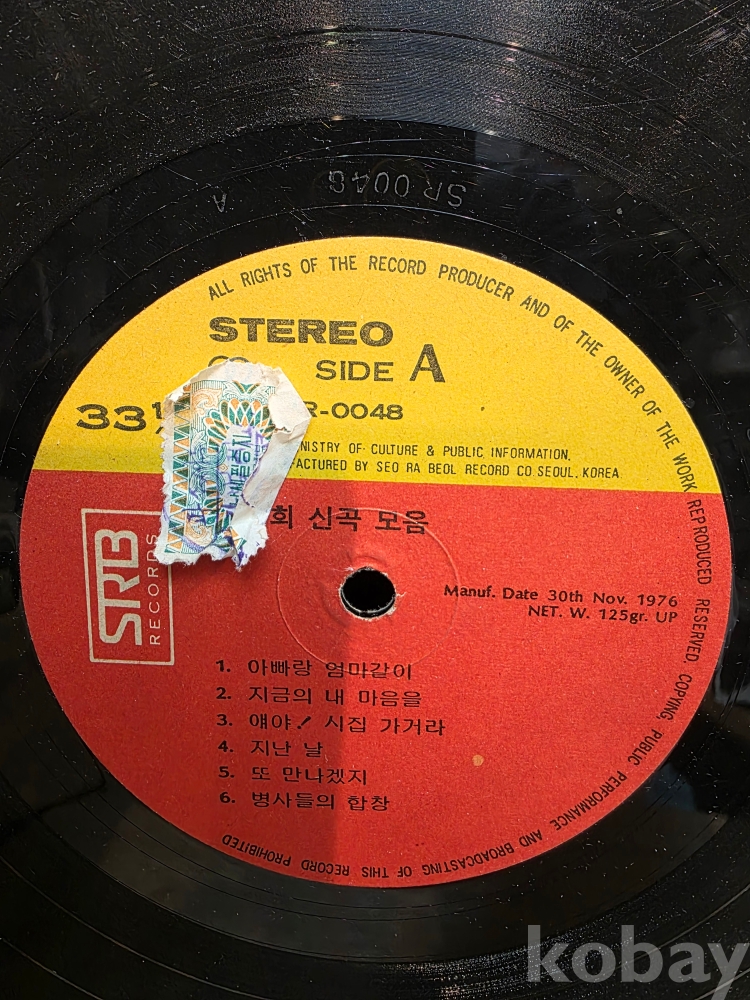 SR 0046
A
ALL RIGHTS OF THE RECORD PRODUCER AND OF THE OWNER OF THE WORK REPRODUCED RESERVED. COPYING, PUBLIC PERFORMANCE AND BROADCASTING OF THIS RECORD PROHIBITED
STEREO
SIDE A
33 R-0048
NISTRY OF CULTURE & PUBLIC INFORMATION,
FACTURED BY SEO RA BEOL RECORD CO. SEOUL, KOREA
희 신곡 모음
SRB
RECORDS
Manuf. Date 30th Nov. 1976
NET. W. 125gr. UP
1. 아빠랑 엄마같이
2. 지금의 내 마음을
3. 얘야! 시집 가거라
4. 지난 날
5. 또 만나겠지
6. 병사들의 합창
kobay